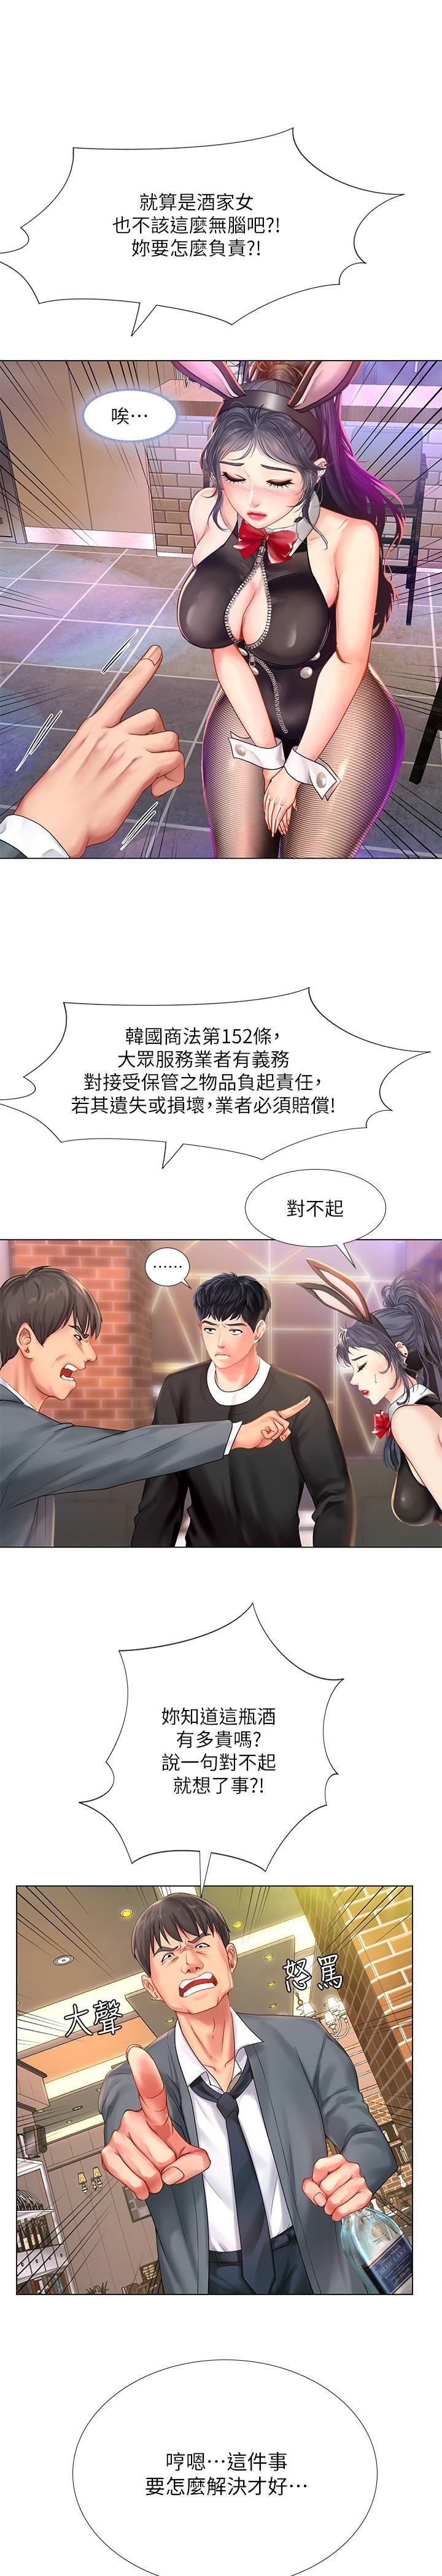 就算是酒家女
也不該這麼無腦吧?!
妳要怎麼負責?!
唉…
韓國商法第152條,
大眾服務業者有義務
對接受保管之物品負起責任,
若其遺失或損壞,業者必須賠償!
對不起
……
妳知道這瓶酒
有多貴嗎?
說一句對不起
就想了事?!
大聲
怒罵
哼嗯…這件事
要怎麼解決才好…